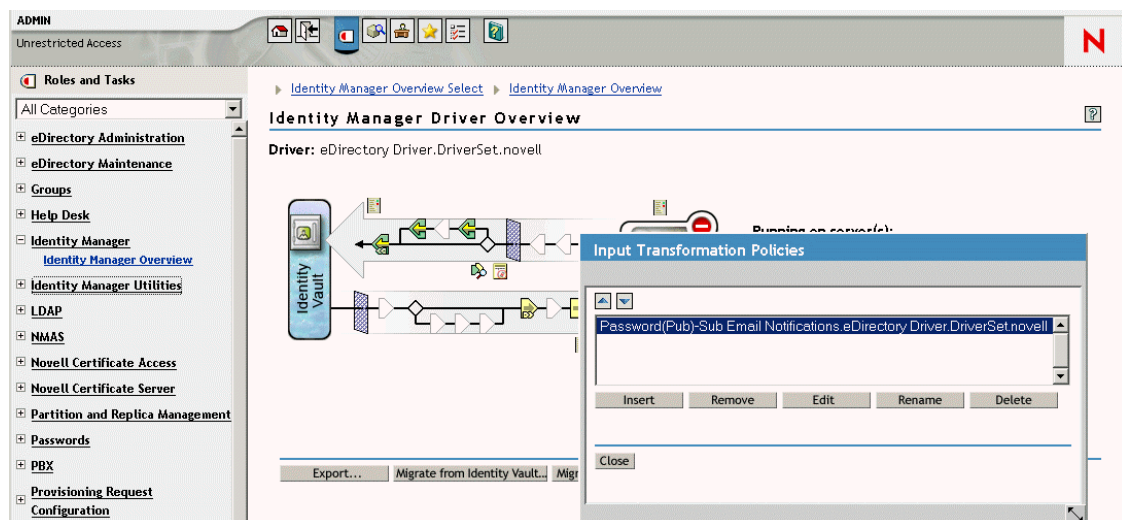 ADMIN
Unrestricted Access
N
Roles and Tasks
All Categories
eDirectory Administration
eDirectory Maintenance
Groups
Help Desk
Identity Manager
Identity Manager Overview
Identity Manager Utilities
LDAP
NMAS
Novell Certificate Access
Novell Certificate Server
Partition and Replica Management
Passwords
PBX
Provisioning Request
Configuration
Identity Manager Overview Select Identity Manager Overview
Identity Manager Driver Overview
?
Driver: eDirectory Driver.DriverSet.novell
Identity
Vault
Running on server(s):
Input Transformation Policies
Password(Pub)-Sub Email Notifications.eDirectory Driver.DriverSet.novell
Insert Remove Edit Rename Delete
Close
Export... Migrate from Identity Vault... Migr